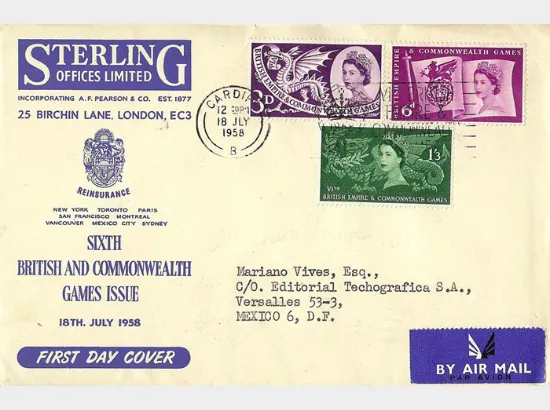 STERLING
OFFICES LIMITED
INCORPORATING A. F. PEARSON & CO. EST. 1877
25 BIRCHIN LANE, LONDON, EC3
REINSURANCE
NEW YORK TORONTO PARIS
SAN FRANCISCO MONTREAL
VANCOUVER MEXICO CITY SYDNEY
SIXTH
BRITISH AND COMMONWEALTH
GAMES ISSUE
18TH. JULY 1958
FIRST DAY COVER
CARDIFF
18 JLY
1958
B
3D
BRITISH EMPIRE & COMMONWEALTH GAMES
6D
BRITISH EMPIRE
& COMMONWEALTH GAMES
1'3
VITH
BRITISH EMPIRE & COMMONWEALTH GAMES
Mariano Vives, Esq.,
C/O. Editorial Techografica S.A.,
Versalles 53-3,
MEXICO 6, D.F.
BY AIR MAIL
PAR AVION